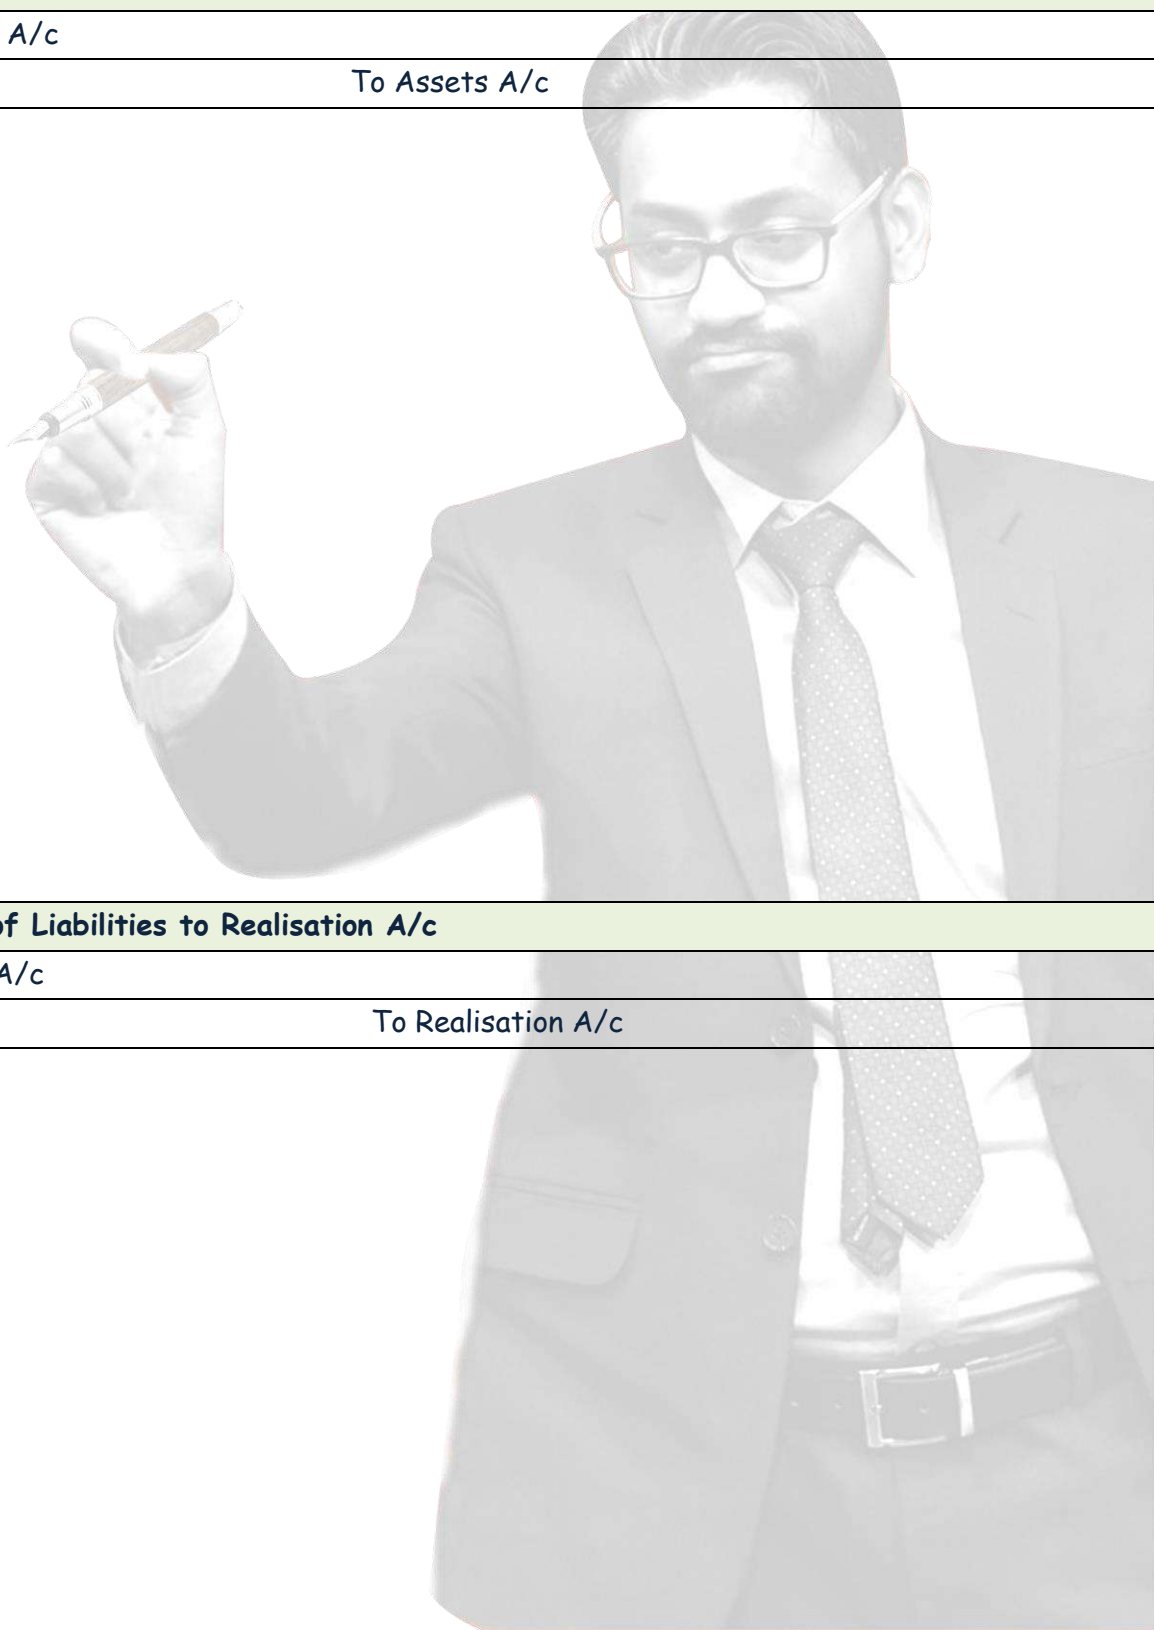 A/c
To Assets A/c
of Liabilities to Realisation A/c
A/c
To Realisation A/c